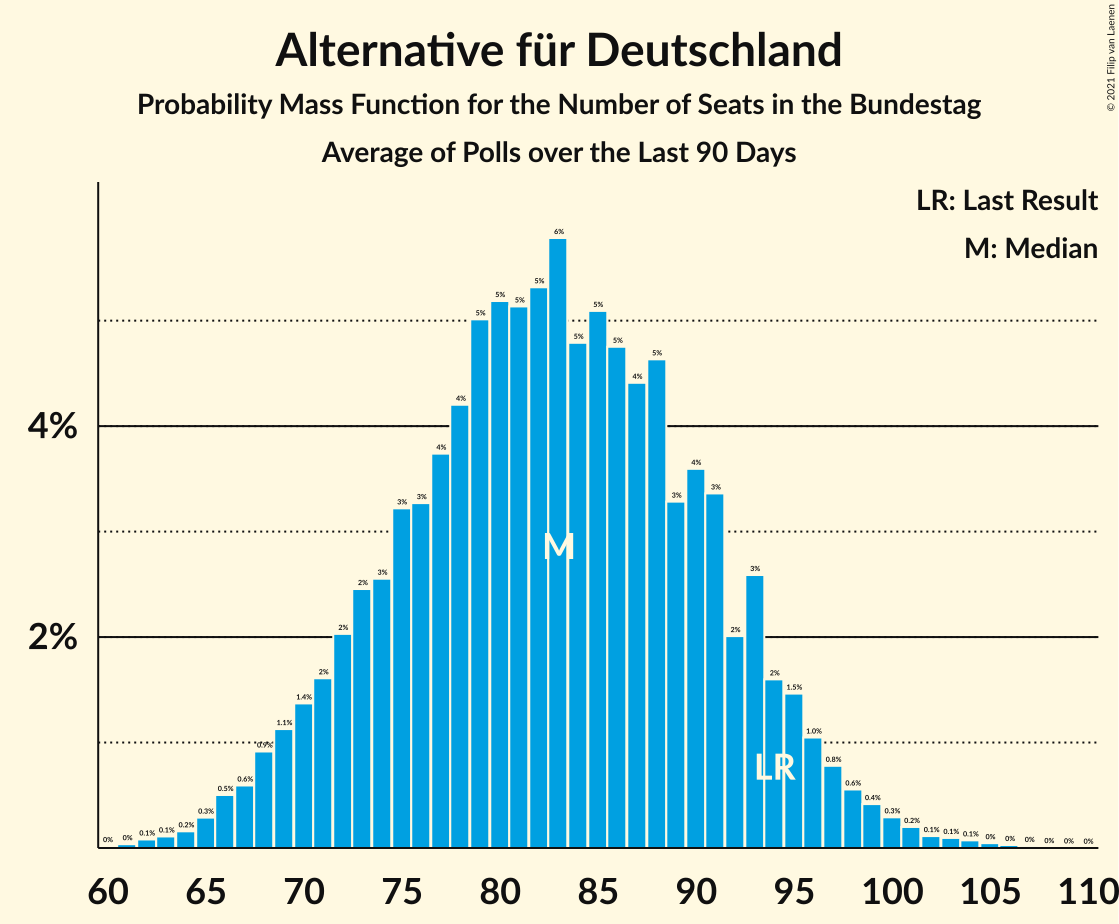 Alternative für Deutschland
Probability Mass Function for the Number of Seats in the Bundestag
Average of Polls over the Last 90 Days
© 2021 Filip van Laenen
LR: Last Result
M: Median
4%
2%
0% 0% 0.1% 0.1% 0.2% 0.3% 0.5% 0.6% 0.9% 1.1% 1.4% 2% 2% 2% 3% 3% 3% 4% 4% 5% 5% 5% 5% 6% 5% 5% 5% 4% 5% 3% 4% 3% 2% 3% 2% 1.5% 1.0% 0.8% 0.6% 0.4% 0.3% 0.2% 0.1% 0.1% 0.1% 0% 0% 0% 0% 0% 0%
M
LR
60 65 70 75 80 85 90 95 100 105 110